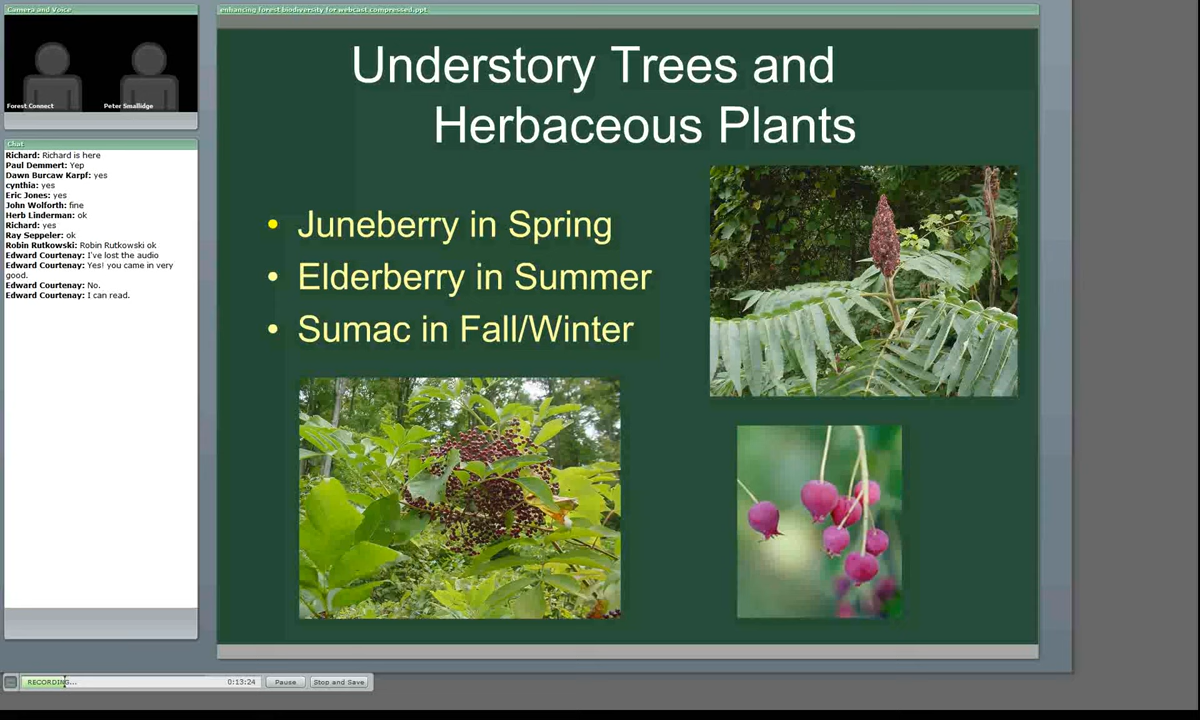 Camera and Voice
Forest Connect
Peter Smallidge
Chat
Richard: Richard is here
Paul Demmert: Yep
Dawn Burcaw Karpf: yes
cynthia: yes
Eric Jones: yes
John Wolforth: fine
Herb Linderman: ok
Richard: yes
Ray Seppeler: ok
Robin Rutkowski: Robin Rutkowski ok
Edward Courtenay: I've lost the audio
Edward Courtenay: Yes! you came in very
good.
Edward Courtenay: No.
Edward Courtenay: I can read.
enhancing forest biodiversity for webcast compressed.ppt
Understory Trees and
Herbaceous Plants
• Juneberry in Spring
• Elderberry in Summer
• Sumac in Fall/Winter
RECORDING...
0:13:24
Pause
Stop and Save